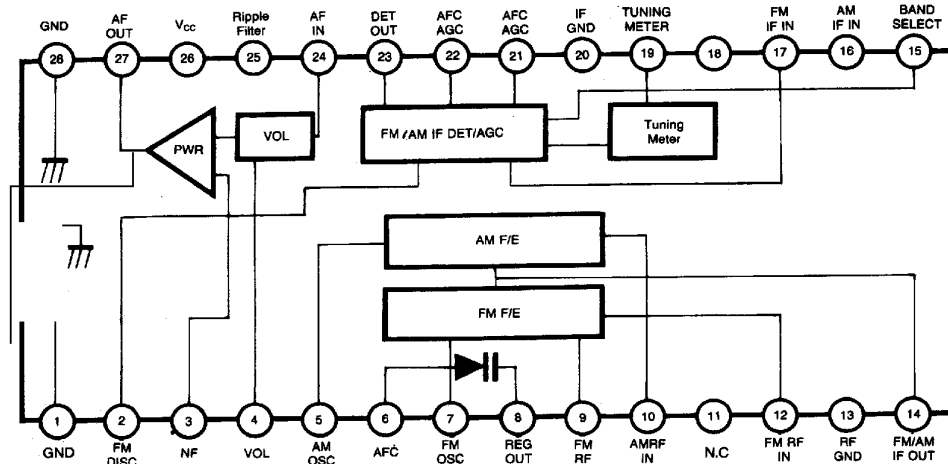 GND
AF
OUT
Vcc
Ripple
Filter
AF
IN
DET
OUT
AFC
AGC
AFC
AGC
IF
GND
TUNING
METER
FM
IF IN
AM
IF IN
BAND
SELECT
28
27
26
25
24
23
22
21
20
19
18
17
16
15
PWR
VOL
FM/AM IF DET/AGC
Tuning
Meter
AM F/E
FM F/E
1
2
3
4
5
6
7
8
9
10
11
12
13
14
GND
FM
DISC
NF
VOL
AM
OSC
AFC
FM
OSC
REG
OUT
FM
RF
AMRF
IN
N.C
FM RF
IN
RF
GND
FM/AM
IF OUT